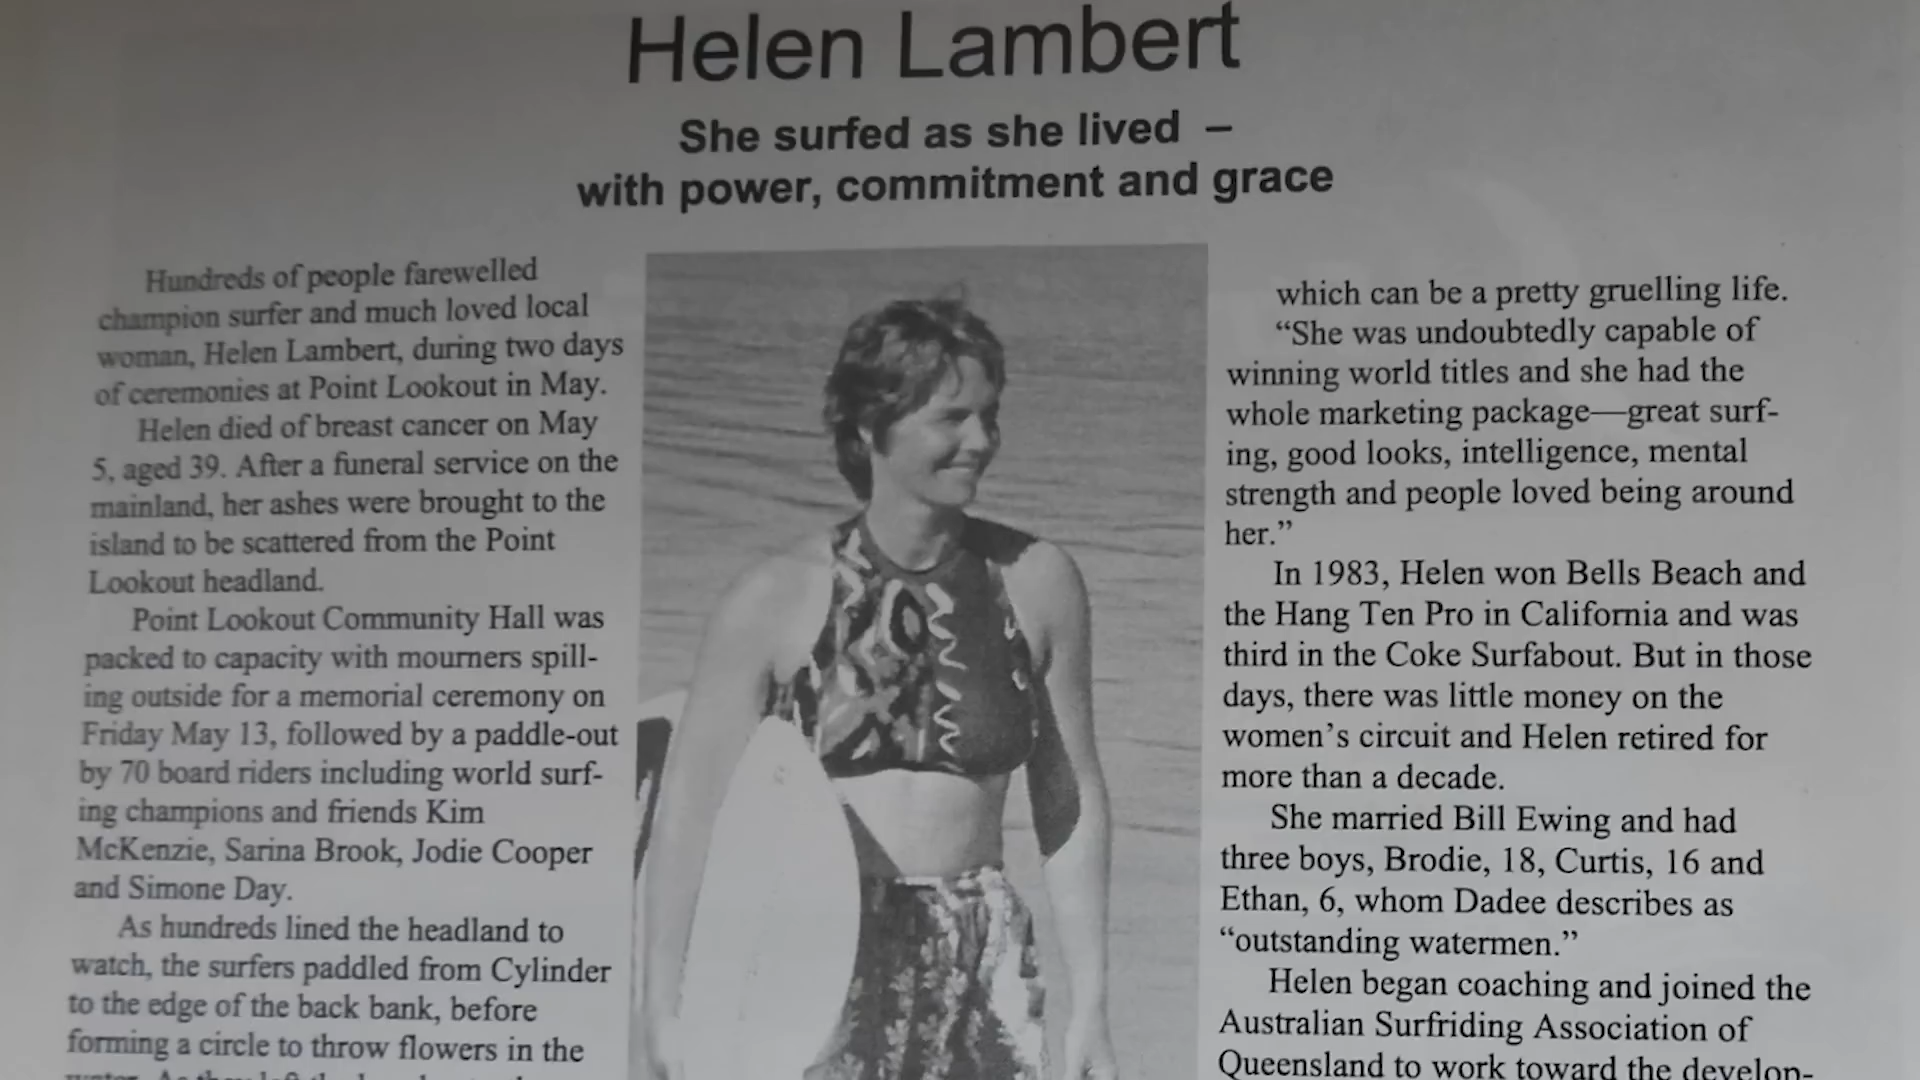 Helen Lambert
She surfed as she lived –
with power, commitment and grace
Hundreds of people farewelled
champion surfer and much loved local
woman, Helen Lambert, during two days
of ceremonies at Point Lookout in May.
Helen died of breast cancer on May
5, aged 39. After a funeral service on the
mainland, her ashes were brought to the
island to be scattered from the Point
Lookout headland.
Point Lookout Community Hall was
packed to capacity with mourners spill-
ing outside for a memorial ceremony on
Friday May 13, followed by a paddle-out
by 70 board riders including world surf-
ing champions and friends Kim
McKenzie, Sarina Brook, Jodie Cooper
and Simone Day.
As hundreds lined the headland to
watch, the surfers paddled from Cylinder
to the edge of the back bank, before
forming a circle to throw flowers in the
which can be a pretty gruelling life.
“She was undoubtedly capable of
winning world titles and she had the
whole marketing package—great surf-
ing, good looks, intelligence, mental
strength and people loved being around
her.”
In 1983, Helen won Bells Beach and
the Hang Ten Pro in California and was
third in the Coke Surfabout. But in those
days, there was little money on the
women’s circuit and Helen retired for
more than a decade.
She married Bill Ewing and had
three boys, Brodie, 18, Curtis, 16 and
Ethan, 6, whom Dadee describes as
“outstanding watermen.”
Helen began coaching and joined the
Australian Surfriding Association of
Queensland to work toward the develop-